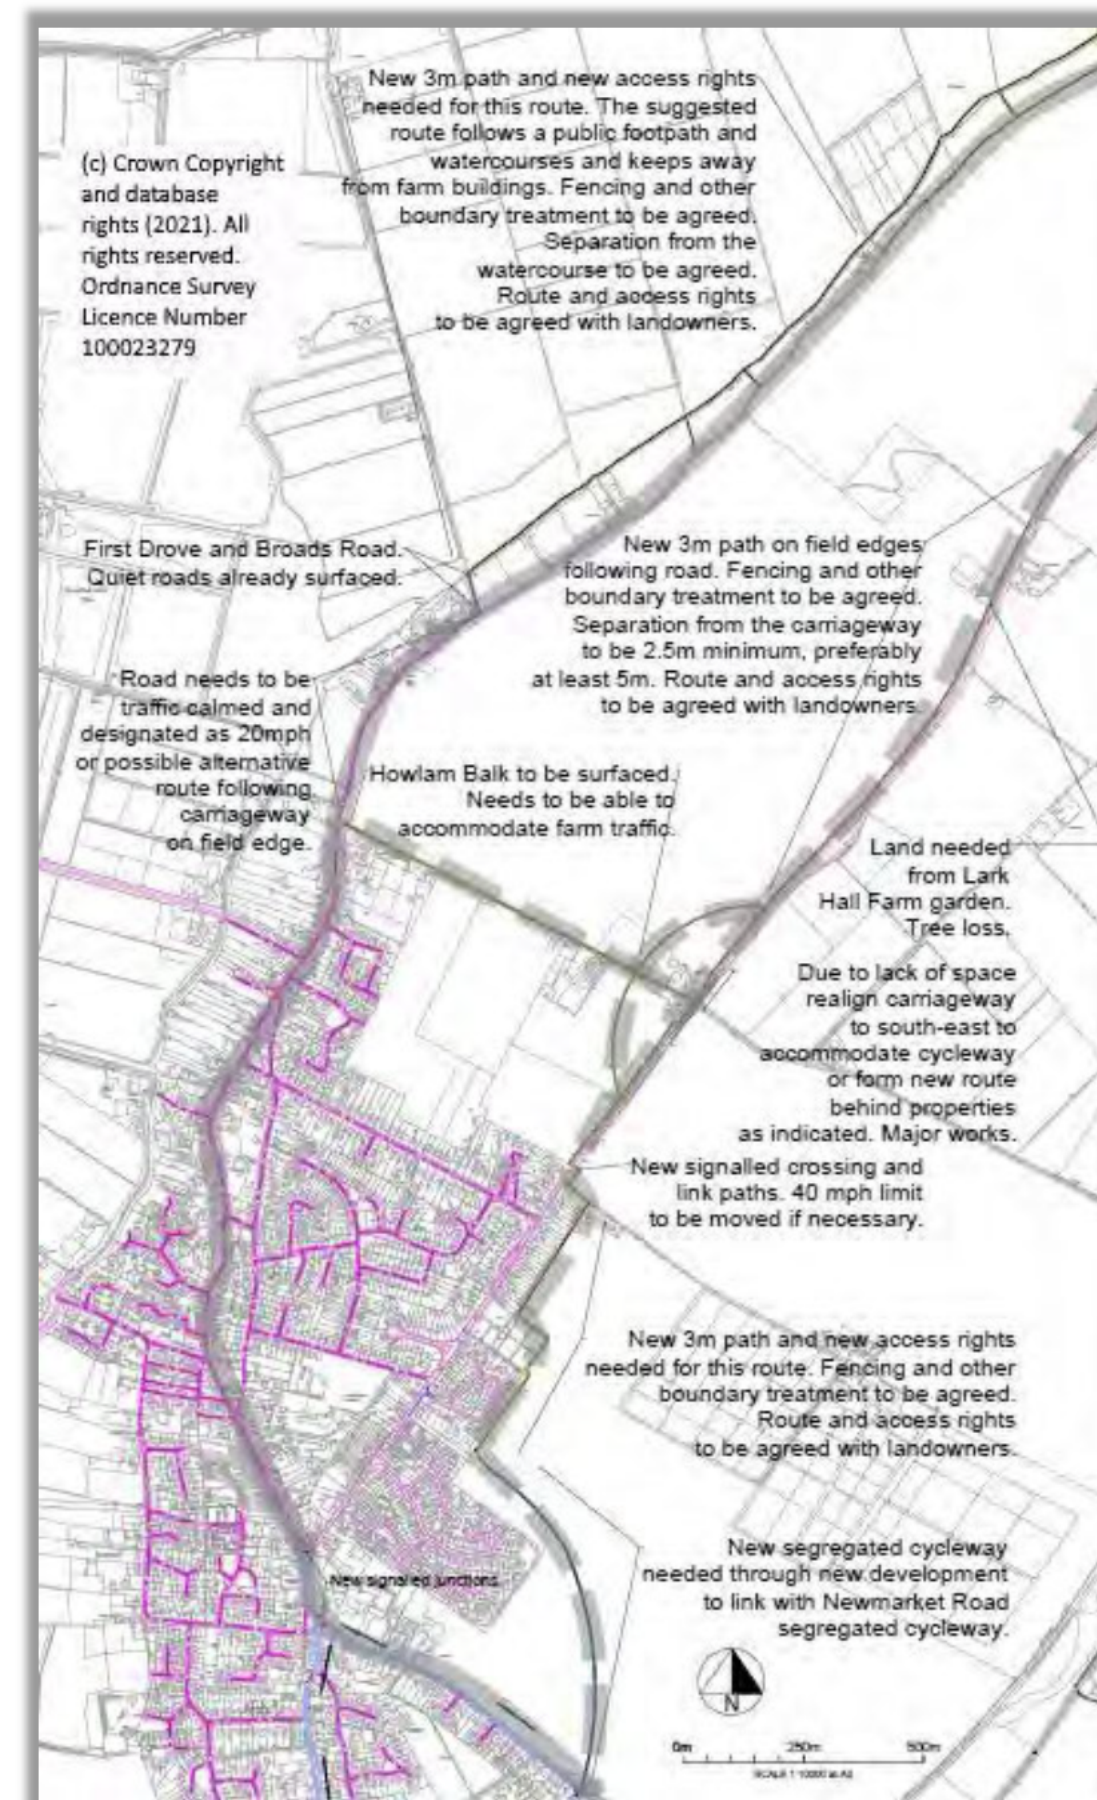 New 3m path and new access rights
needed for this route. The suggested
route follows a public footpath and
watercourses and keeps away
from farm buildings. Fencing and other
boundary treatment to be agreed.
Separation from the
watercourse to be agreed.
Route and access rights
to be agreed with landowners.
(c) Crown Copyright
and database
rights (2021). All
rights reserved.
Ordnance Survey
Licence Number
100023279
First Drove and Broads Road.
Quiet roads already surfaced.
New 3m path on field edges
following road. Fencing and other
boundary treatment to be agreed.
Separation from the carriageway
to be 2.5m minimum, preferably
at least 5m. Route and access rights
to be agreed with landowners.
Road needs to be
traffic calmed and
designated as 20mph
or possible alternative
route following
carriageway
on field edge.
Howlam Balk to be surfaced.
Needs to be able to
accommodate farm traffic.
Land needed
from Lark
Hall Farm garden.
Tree loss.
Due to lack of space
realign carriageway
to south-east to
accommodate cycleway
or form new route
behind properties
as indicated. Major works.
New signalled crossing and
link paths. 40 mph limit
to be moved if necessary.
New 3m path and new access rights
needed for this route. Fencing and other
boundary treatment to be agreed.
Route and access rights
to be agreed with landowners.
New segregated cycleway
needed through new development
to link with Newmarket Road
segregated cycleway.
New signalled junctions
N
0m 250m 500m
SCALE 1:10000 at A3